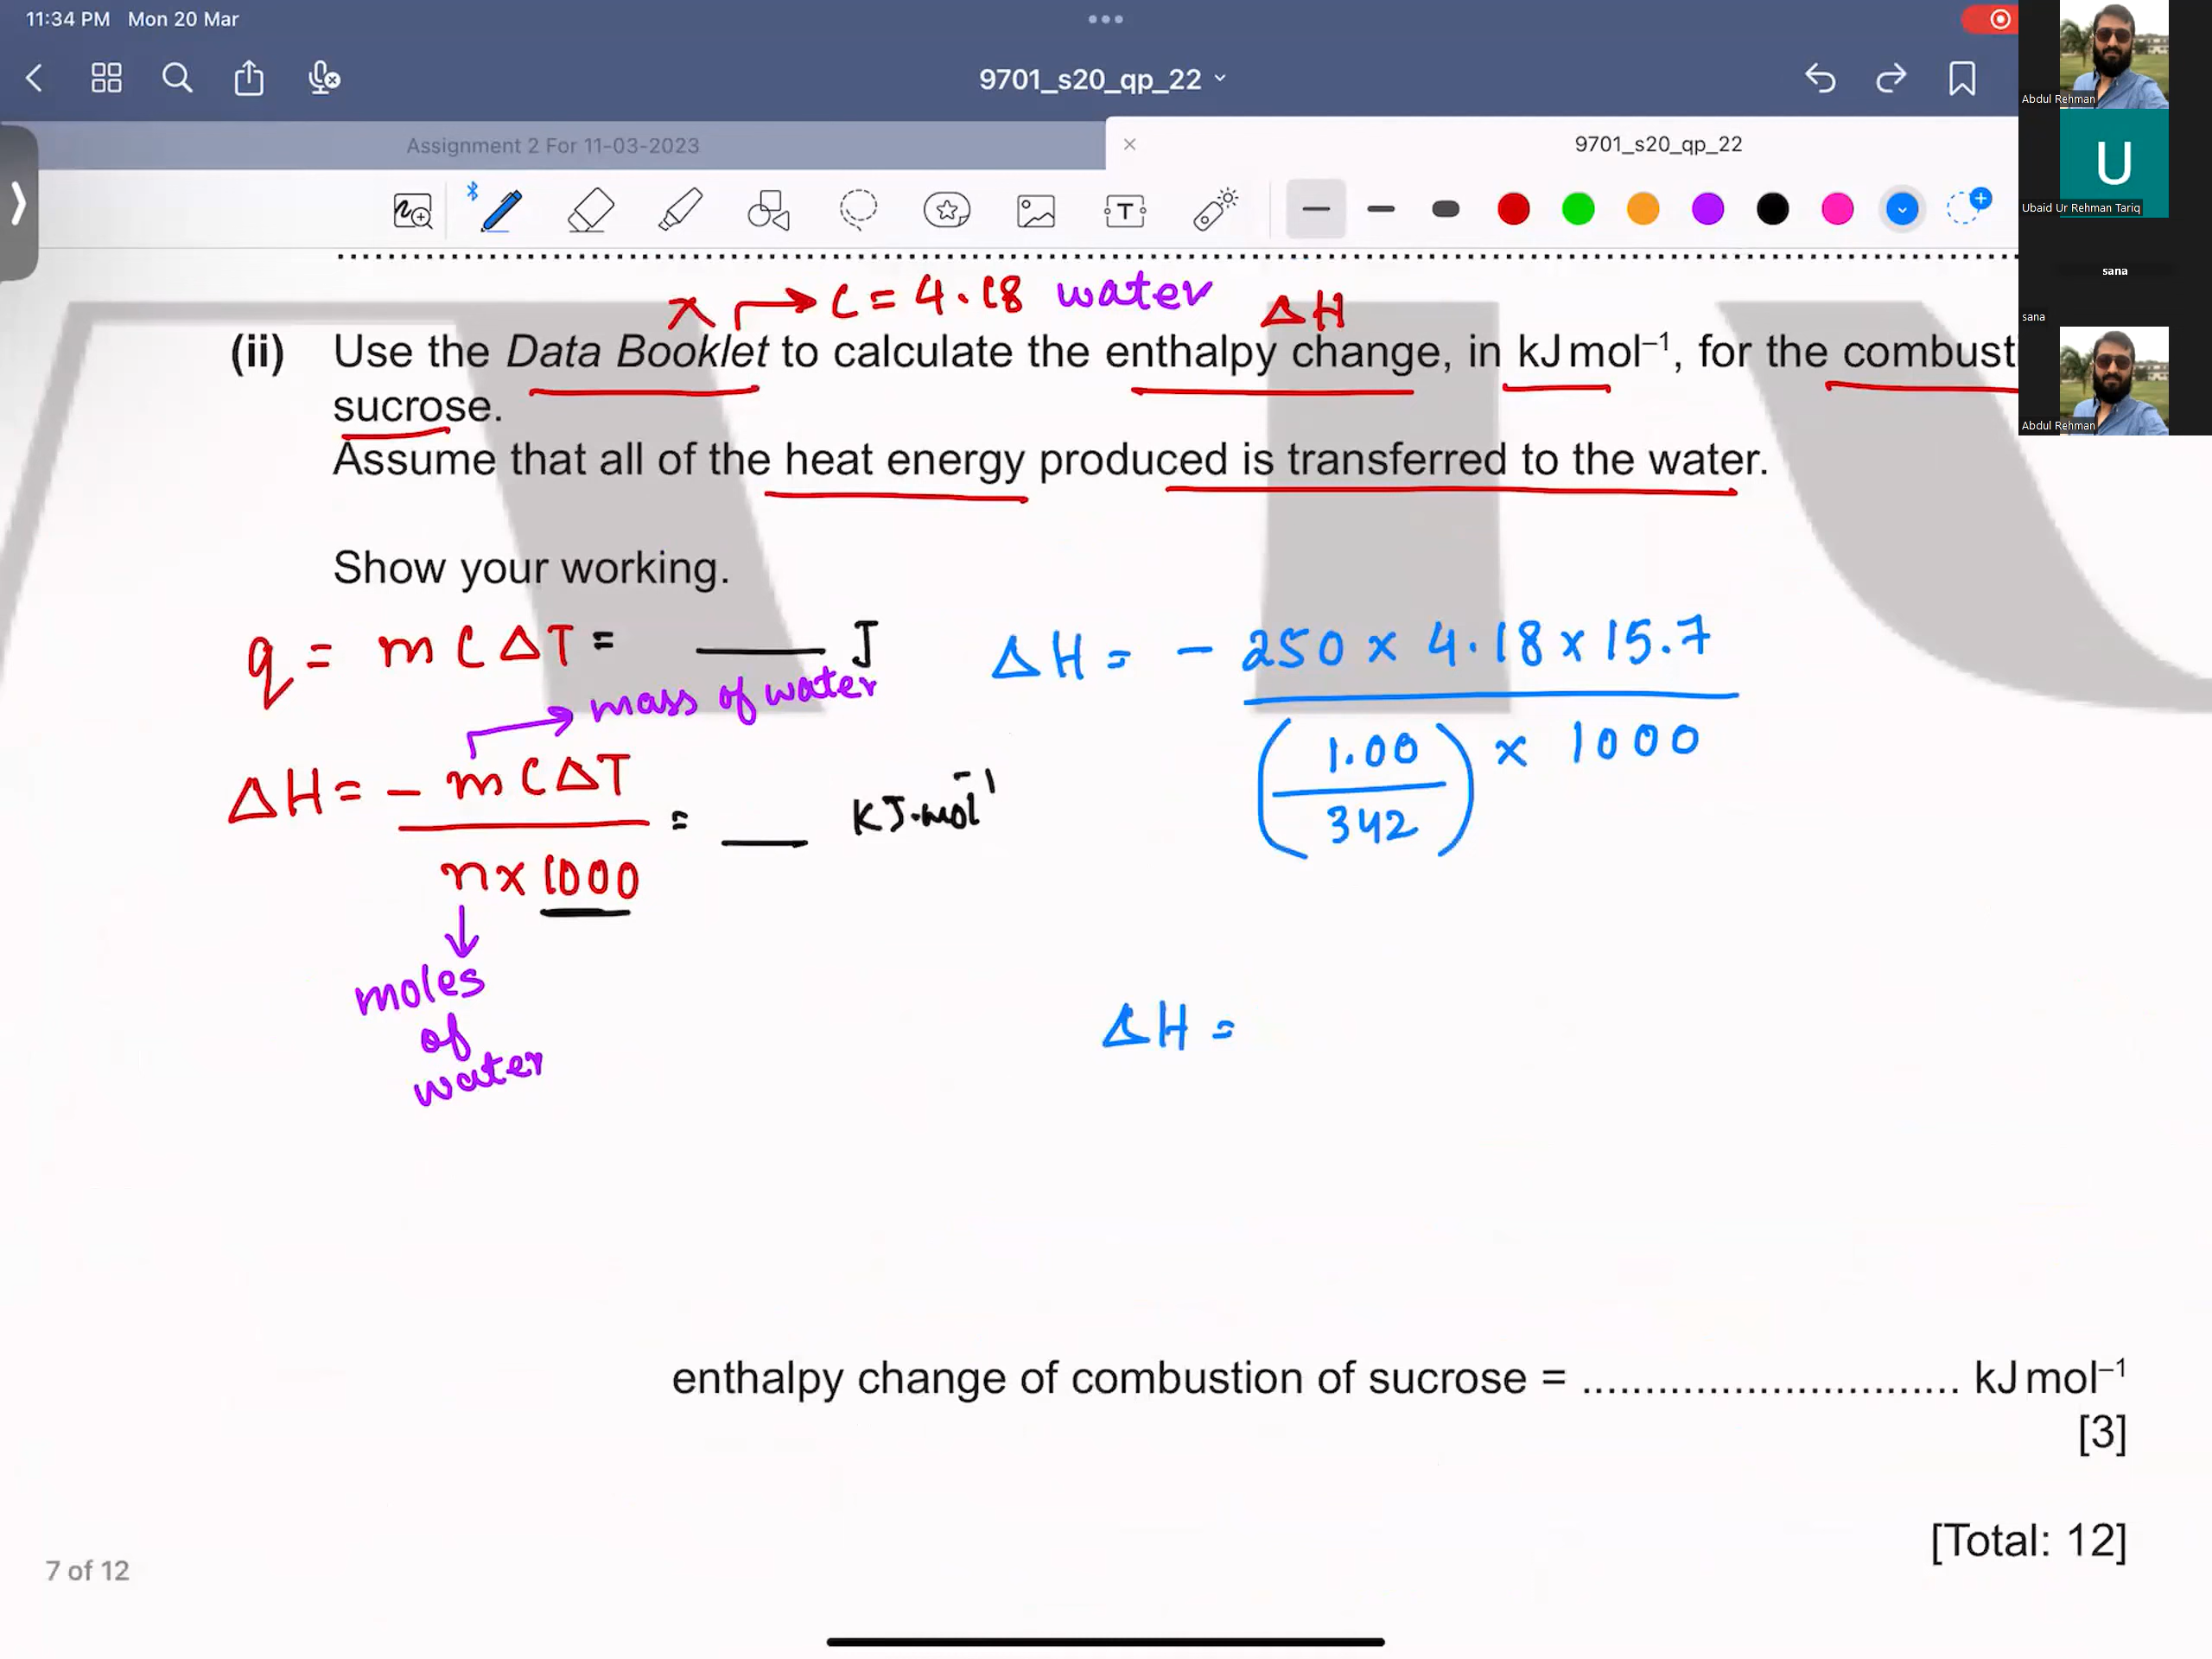 11:34 PM Mon 20 Mar
9701_s20_qp_22
Assignment 2 For 11-03-2023
9701_s20_qp_22
Abdul Rehman
U
Ubaid Ur Rehman Tariq
sana
sana
Abdul Rehman
C = 4.18 water ΔH
(ii) Use the Data Booklet to calculate the enthalpy change, in kJ mol⁻¹, for the combusti
sucrose.
Assume that all of the heat energy produced is transferred to the water.
Show your working.
q = m C Δ T = ____ J
mass of water
ΔH = - m C Δ T / n x 1000 = ____ KJ.mol⁻¹
moles
of
water
ΔH = - 250 x 4.18 x 15.7 / (1.00 / 342) x 1000
ΔH =
enthalpy change of combustion of sucrose = .............................. kJ mol⁻¹
[3]
[Total: 12]
7 of 12